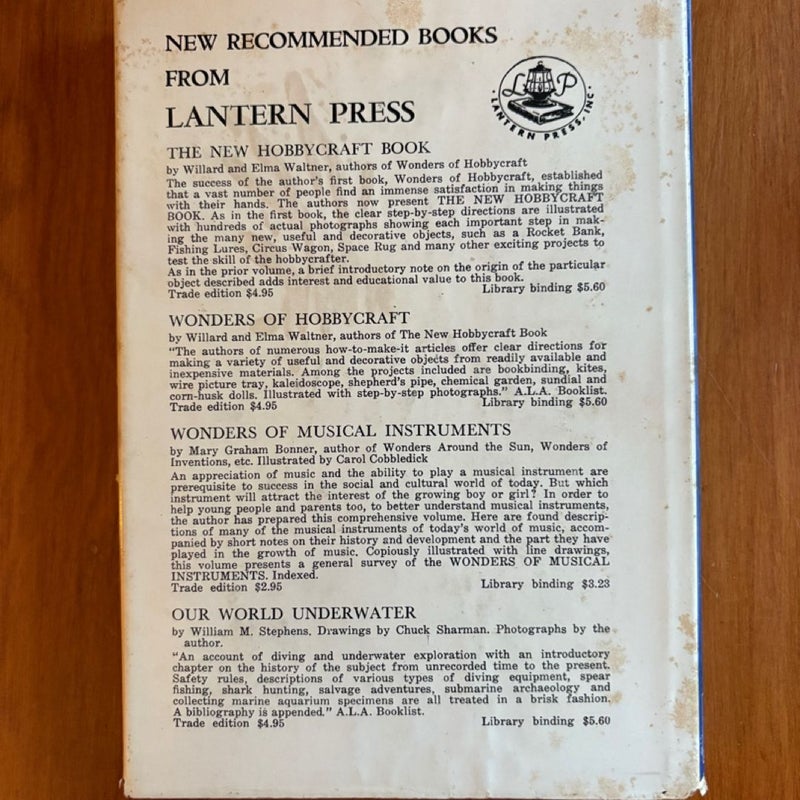 NEW RECOMMENDED BOOKS
FROM
LANTERN PRESS
L P
LANTERN PRESS, INC.
THE NEW HOBBYCRAFT BOOK
by Willard and Elma Waltner, authors of Wonders of Hobbycraft
The success of the author's first book, Wonders of Hobbycraft, established
that a vast number of people find an immense satisfaction in making things
with their hands. The authors now present THE NEW HOBBYCRAFT
BOOK. As in the first book, the clear step-by-step directions are illustrated
with hundreds of actual photographs showing each important step in mak-
ing the many new, useful and decorative objects, such as a Rocket Bank,
Fishing Lures, Circus Wagon, Space Rug and many other exciting projects to
test the skill of the hobbycrafter.
As in the prior volume, a brief introductory note on the origin of the particular
object described adds interest and educational value to this book.
Trade edition $4.95 Library binding $5.60
WONDERS OF HOBBYCRAFT
by Willard and Elma Waltner, authors of The New Hobbycraft Book
"The authors of numerous how-to-make-it articles offer clear directions for
making a variety of useful and decorative objects from readily available and
inexpensive materials. Among the projects included are bookbinding, kites,
wire picture tray, kaleidoscope, shepherd's pipe, chemical garden, sundial and
corn-husk dolls. Illustrated with step-by-step photographs." A.L.A. Booklist.
Trade edition $4.95 Library binding $5.60
WONDERS OF MUSICAL INSTRUMENTS
by Mary Graham Bonner, author of Wonders Around the Sun, Wonders of
Inventions, etc. Illustrated by Carol Cobbledick
An appreciation of music and the ability to play a musical instrument are
prerequisite to success in the social and cultural world of today. But which
instrument will attract the interest of the growing boy or girl? In order to
help young people and parents too, to better understand musical instruments,
the author has prepared this comprehensive volume. Here are found descrip-
tions of many of the musical instruments of today's world of music, accom-
panied by short notes on their history and development and the part they have
played in the growth of music. Copiously illustrated with line drawings,
this volume presents a general survey of the WONDERS OF MUSICAL
INSTRUMENTS. Indexed.
Trade edition $2.95 Library binding $3.23
OUR WORLD UNDERWATER
by William M. Stephens. Drawings by Chuck Sharman. Photographs by the
author.
"An account of diving and underwater exploration with an introductory
chapter on the history of the subject from unrecorded time to the present.
Safety rules, descriptions of various types of diving equipment, spear
fishing, shark hunting, salvage adventures, submarine archaeology and
collecting marine aquarium specimens are all treated in a brisk fashion.
A bibliography is appended." A.L.A. Booklist.
Trade edition $4.95 Library binding $5.60